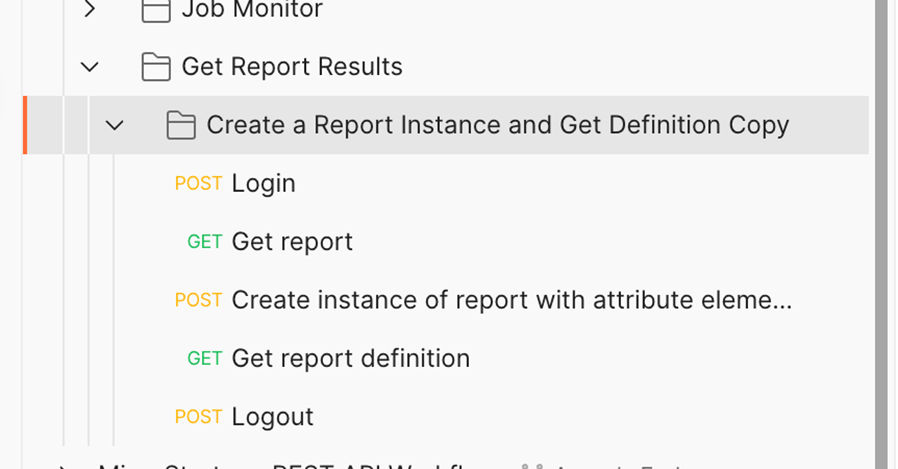 Job Monitor
Get Report Results
Create a Report Instance and Get Definition Copy
POST Login
GET Get report
POST Create instance of report with attribute eleme...
GET Get report definition
POST Logout